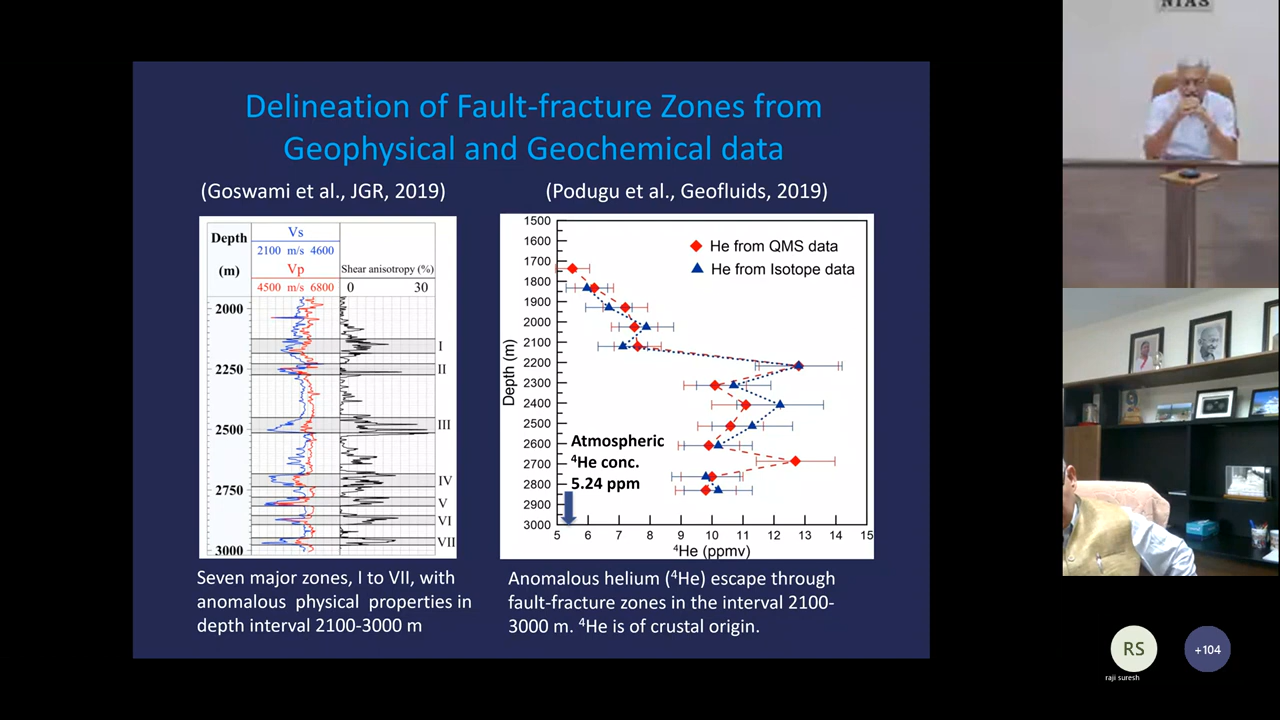 NIAS
Delineation of Fault-fracture Zones from
Geophysical and Geochemical data
(Goswami et al., JGR, 2019)
(Podugu et al., Geofluids, 2019)
Depth
(m)
Vs
2100 m/s 4600
Vp
4500 m/s 6800
Shear anisotropy (%)
0 30
2000
2250
2500
2750
3000
I
II
III
IV
V
VI
VII
Seven major zones, I to VII, with
anomalous physical properties in
depth interval 2100-3000 m
Depth (m)
1500
1600
1700
1800
1900
2000
2100
2200
2300
2400
2500
2600
2700
2800
2900
3000
He from QMS data
He from Isotope data
Atmospheric
⁴He conc.
5.24 ppm
5 6 7 8 9 10 11 12 13 14 15
⁴He (ppmv)
Anomalous helium (⁴He) escape through
fault-fracture zones in the interval 2100-
3000 m. ⁴He is of crustal origin.
RS
+104
raji suresh